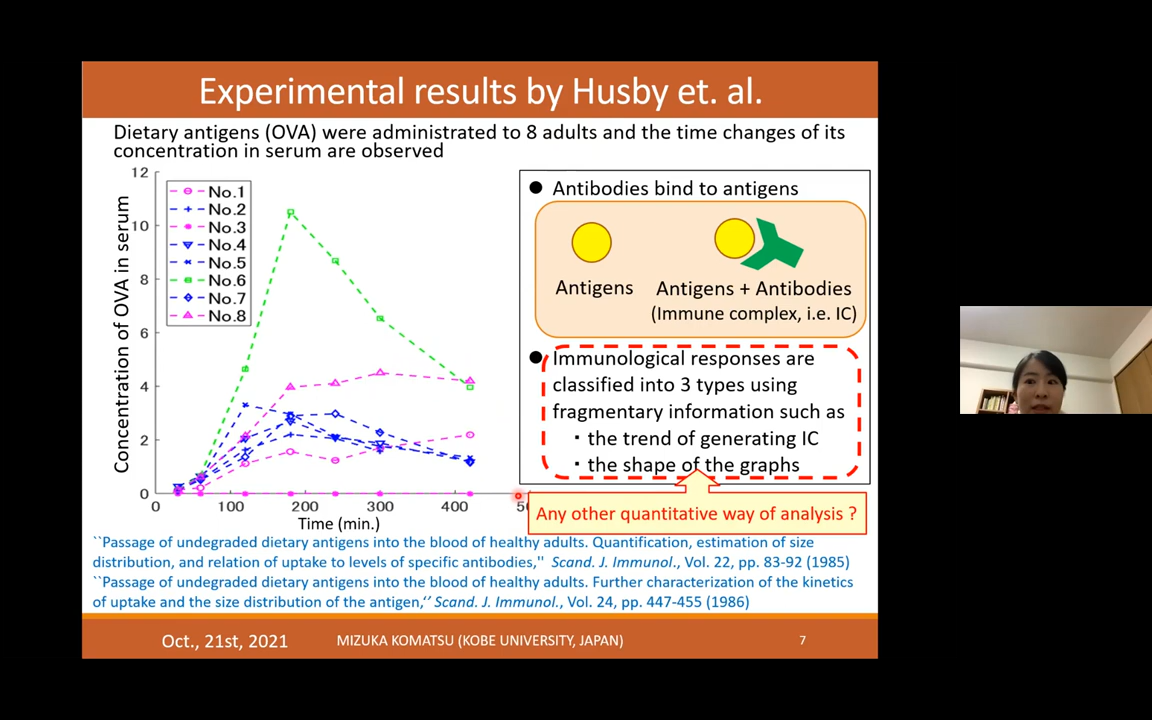 Experimental results by Husby et. al.
Dietary antigens (OVA) were administrated to 8 adults and the time changes of its
concentration in serum are observed
Concentration of OVA in serum
12
10
8
6
4
2
0
No.1
No.2
No.3
No.4
No.5
No.6
No.7
No.8
0
100
200
300
400
Time (min.)
● Antibodies bind to antigens
Antigens
Antigens + Antibodies
(Immune complex, i.e. IC)
● Immunological responses are
classified into 3 types using
fragmentary information such as
・the trend of generating IC
・the shape of the graphs
Any other quantitative way of analysis ?
``Passage of undegraded dietary antigens into the blood of healthy adults. Quantification, estimation of size
distribution, and relation of uptake to levels of specific antibodies,'' Scand. J. Immunol., Vol. 22, pp. 83-92 (1985)
``Passage of undegraded dietary antigens into the blood of healthy adults. Further characterization of the kinetics
of uptake and the size distribution of the antigen,‘’ Scand. J. Immunol., Vol. 24, pp. 447-455 (1986)
Oct., 21st, 2021
MIZUKA KOMATSU (KOBE UNIVERSITY, JAPAN)
7